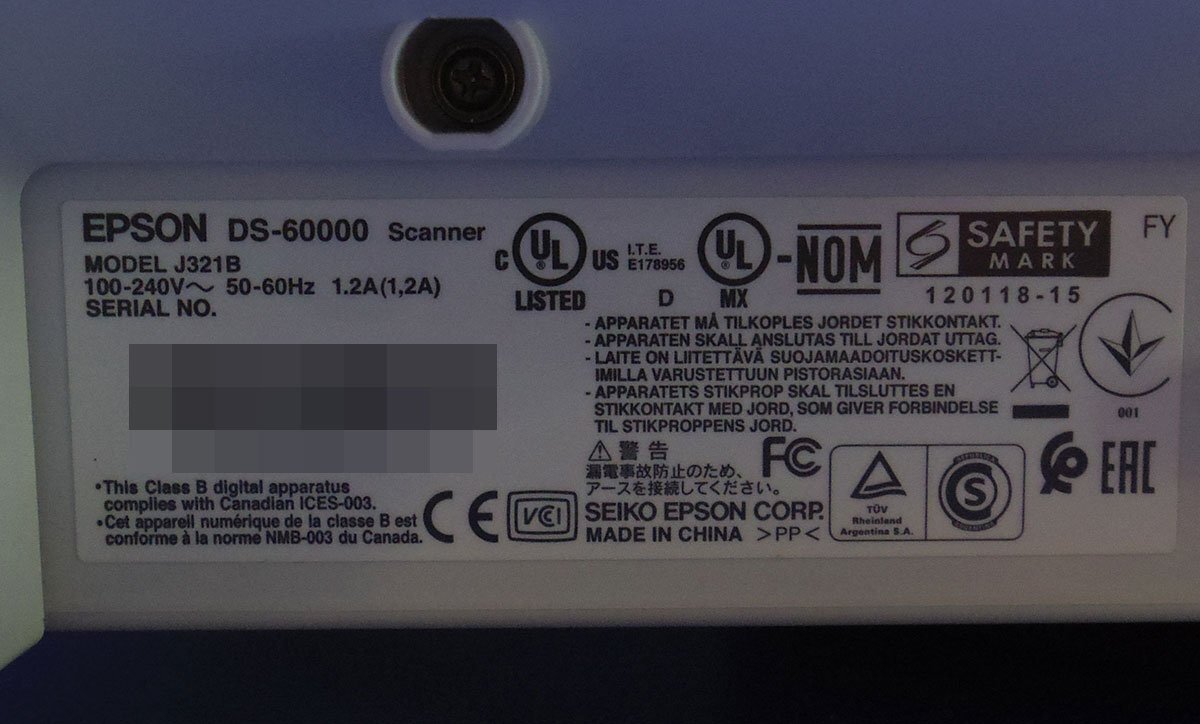 EPSON DS-60000 Scanner
MODEL J321B
100-240V～ 50-60Hz 1.2A(1,2A)
SERIAL NO.
C UL US
LISTED
I.T.E.
E178956
D
UL
MX
-NOM
SAFETY
MARK
120118-15
FY
- APPARATET MÅ TILKOPLES JORDET STIKKONTAKT.
- APPARATEN SKALL ANSLUTAS TILL JORDAT UTTAG.
- LAITE ON LIITETTÄVÄ SUOJAMAADOITUSKOSKETT-
IMILLA VARUSTETTUUN PISTORASIAAN.
- APPARATETS STIKPROP SKAL TILSLUTTES EN
STIKKONTAKT MED JORD, SOM GIVER FORBINDELSE
TIL STIKPROPPENS JORD.
001
⚠警告
漏電事故防止のため、
アースを接続してください。
FC
SEIKO EPSON CORP.
MADE IN CHINA >PP<
•This Class B digital apparatus
complies with Canadian ICES-003.
•Cet appareil numérique de la classe B est
conforme à la norme NMB-003 du Canada.
CE
VCI
TÜV
Rheinland
Argentina S.A.
S
EAC